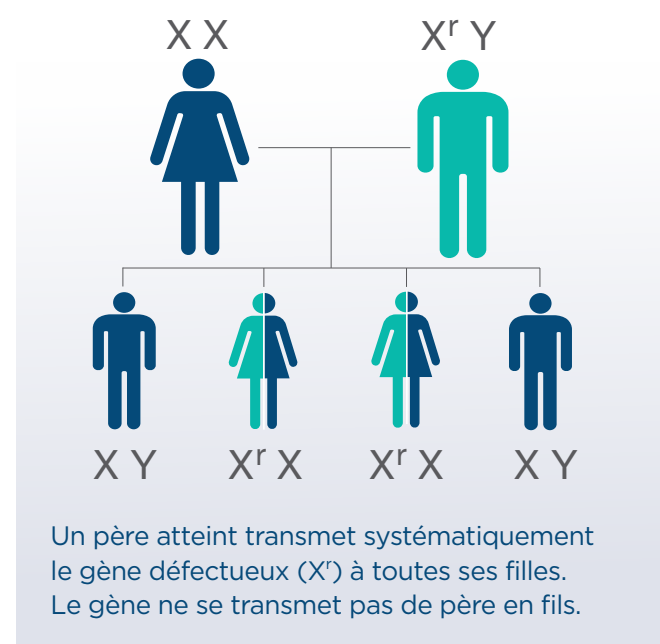 X X Xʳ Y
X Y Xʳ X Xʳ X X Y
Un père atteint transmet systématiquement
le gène défectueux (Xʳ) à toutes ses filles.
Le gène ne se transmet pas de père en fils.